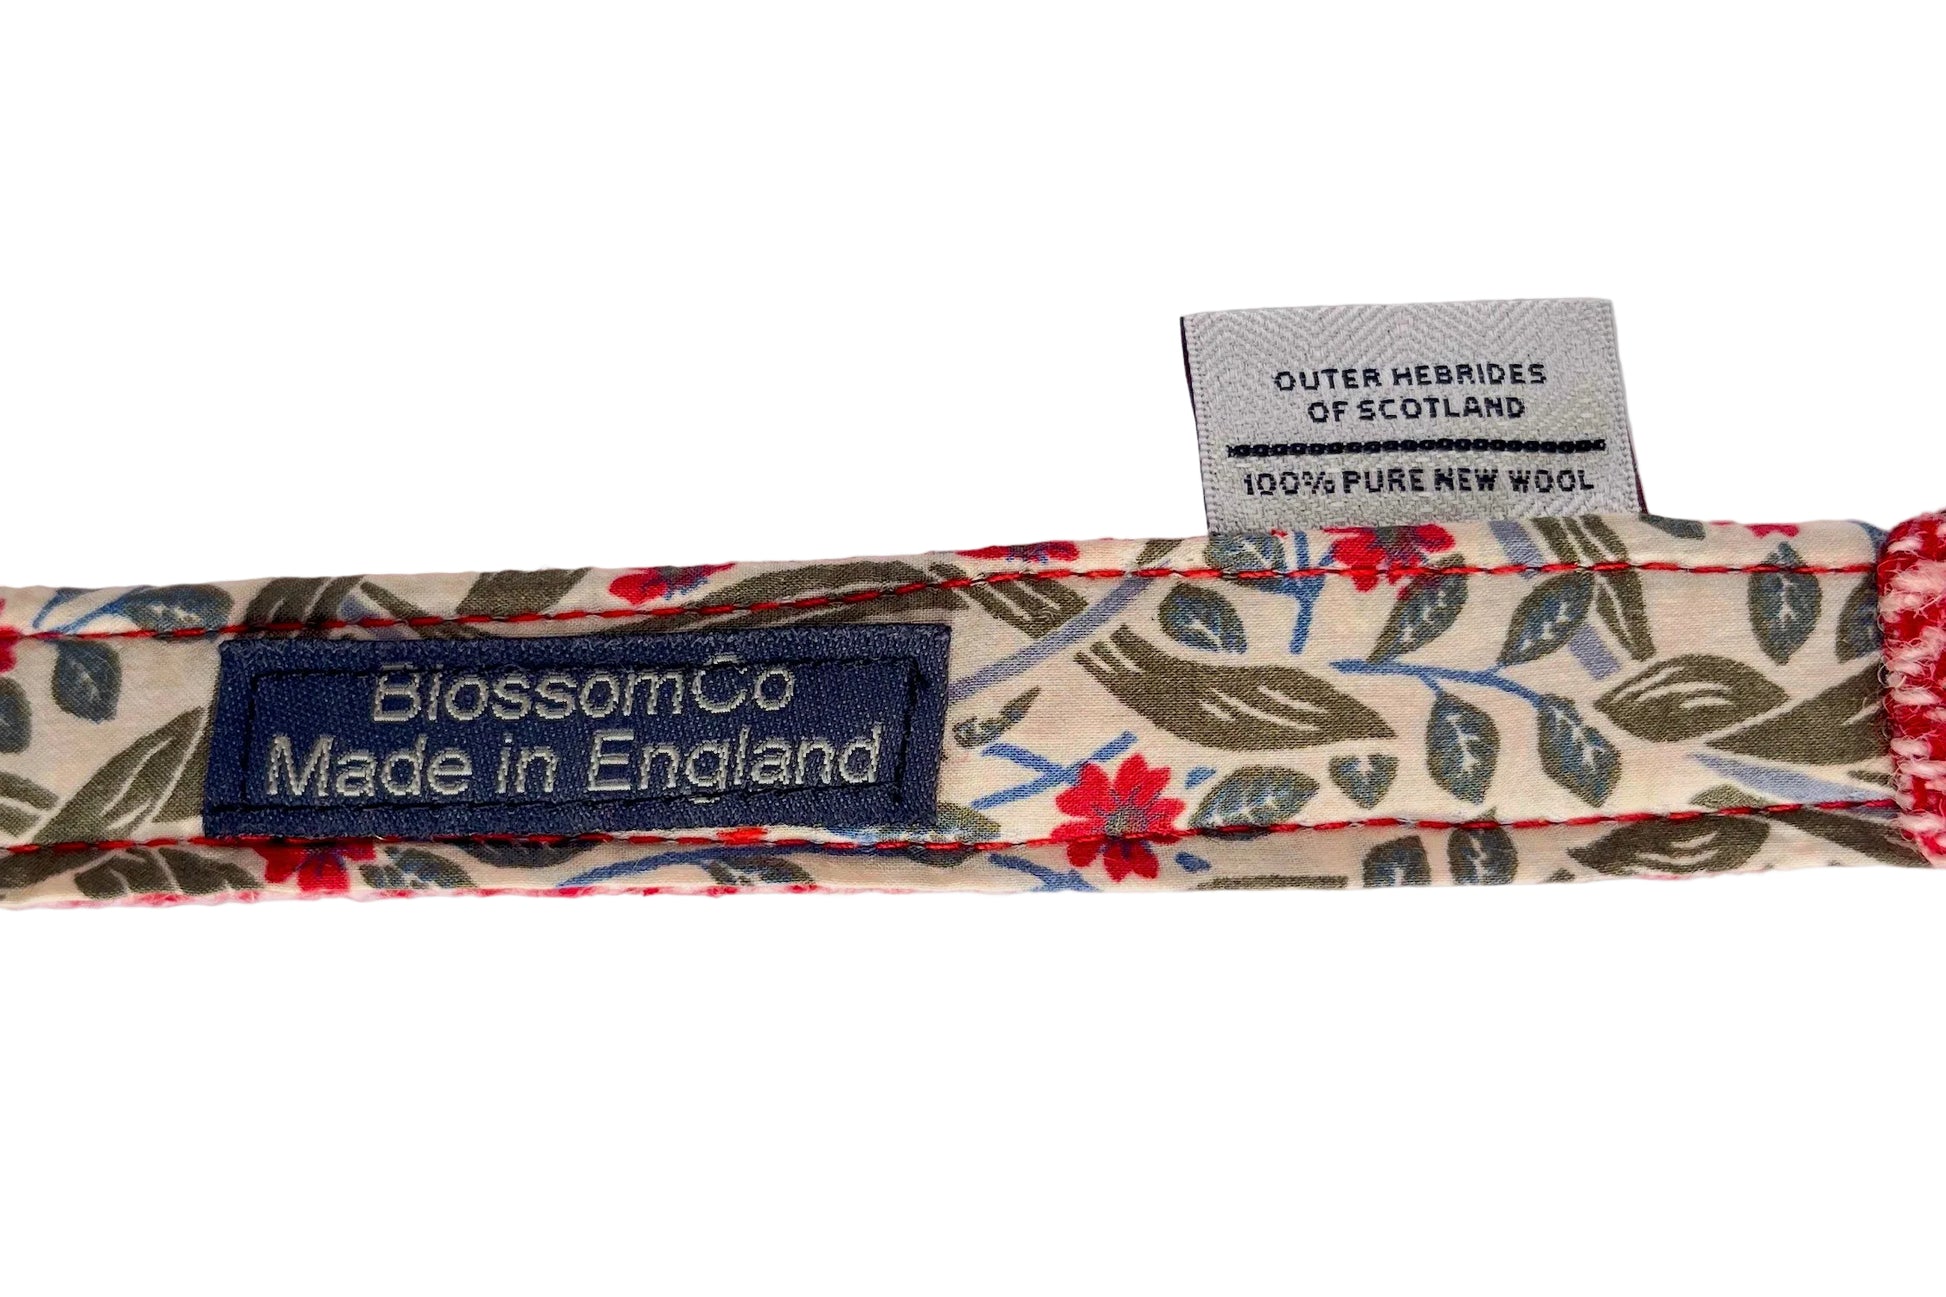 OUTER HEBRIDES
OF SCOTLAND
100% PURE NEW WOOL
BlossomCo
Made in England